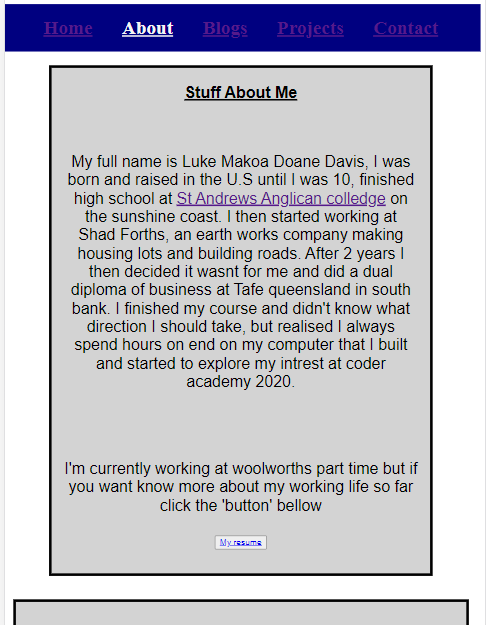 Home About Blogs Projects Contact
Stuff About Me
My full name is Luke Makoa Doane Davis, I was
born and raised in the U.S until I was 10, finished
high school at St Andrews Anglican colledge on
the sunshine coast. I then started working at
Shad Forths, an earth works company making
housing lots and building roads. After 2 years I
then decided it wasnt for me and did a dual
diploma of business at Tafe queensland in south
bank. I finished my course and didn't know what
direction I should take, but realised I always
spend hours on end on my computer that I built
and started to explore my intrest at coder
academy 2020.
I'm currently working at woolworths part time but if
you want know more about my working life so far
click the 'button' bellow
My resume